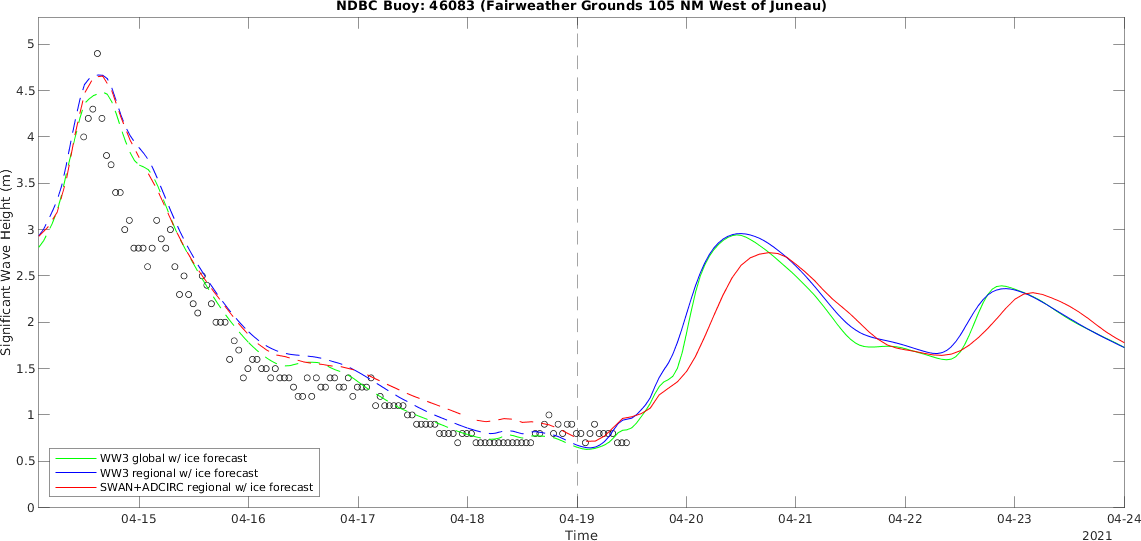 NDBC Buoy: 46083 (Fairweather Grounds 105 NM West of Juneau)
5
4.5
4
3.5
3
2.5
2
1.5
1
0.5
0
Significant Wave Height (m)
WW3 global w/ ice forecast
WW3 regional w/ ice forecast
SWAN+ADCIRC regional w/ ice forecast
04-15 04-16 04-17 04-18 04-19 04-20 04-21 04-22 04-23 04-24
Time
2021